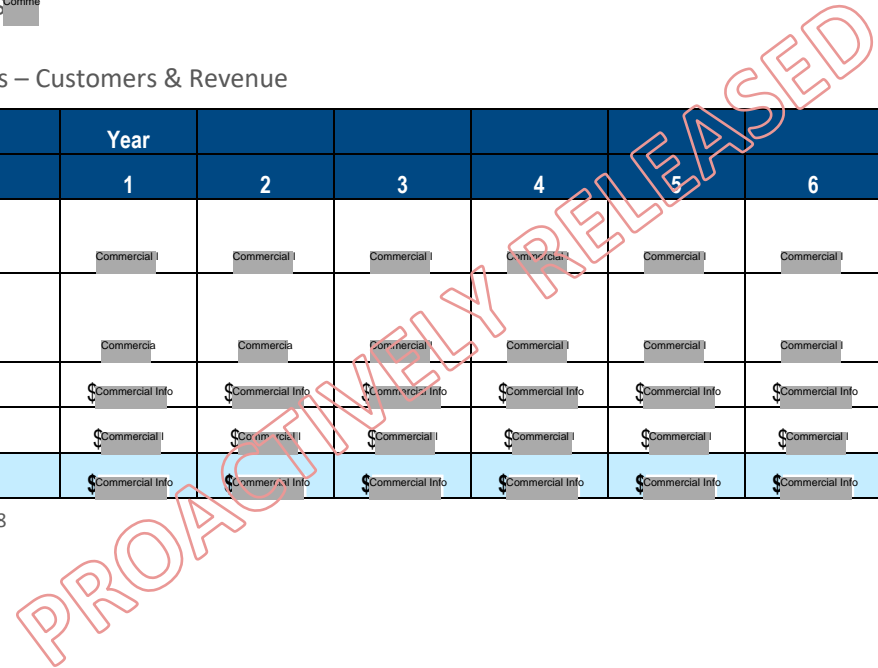 Comme
s – Customers & Revenue
Year
1 2 3 4 5 6
Commercial I Commercial I Commercial I Commercial I Commercial I Commercial I
Commercia Commercia Commercial I Commercial I Commercial I Commercial I
$Commercial Info $Commercial Info $Commercial Info $Commercial Info $Commercial Info $Commercial Info
$Commercial I $Commercial I $Commercial I $Commercial I $Commercial I $Commercial I
$Commercial Info $Commercial Info $Commercial Info $Commercial Info $Commercial Info $Commercial Info
8
PROACTIVELY RELEASED